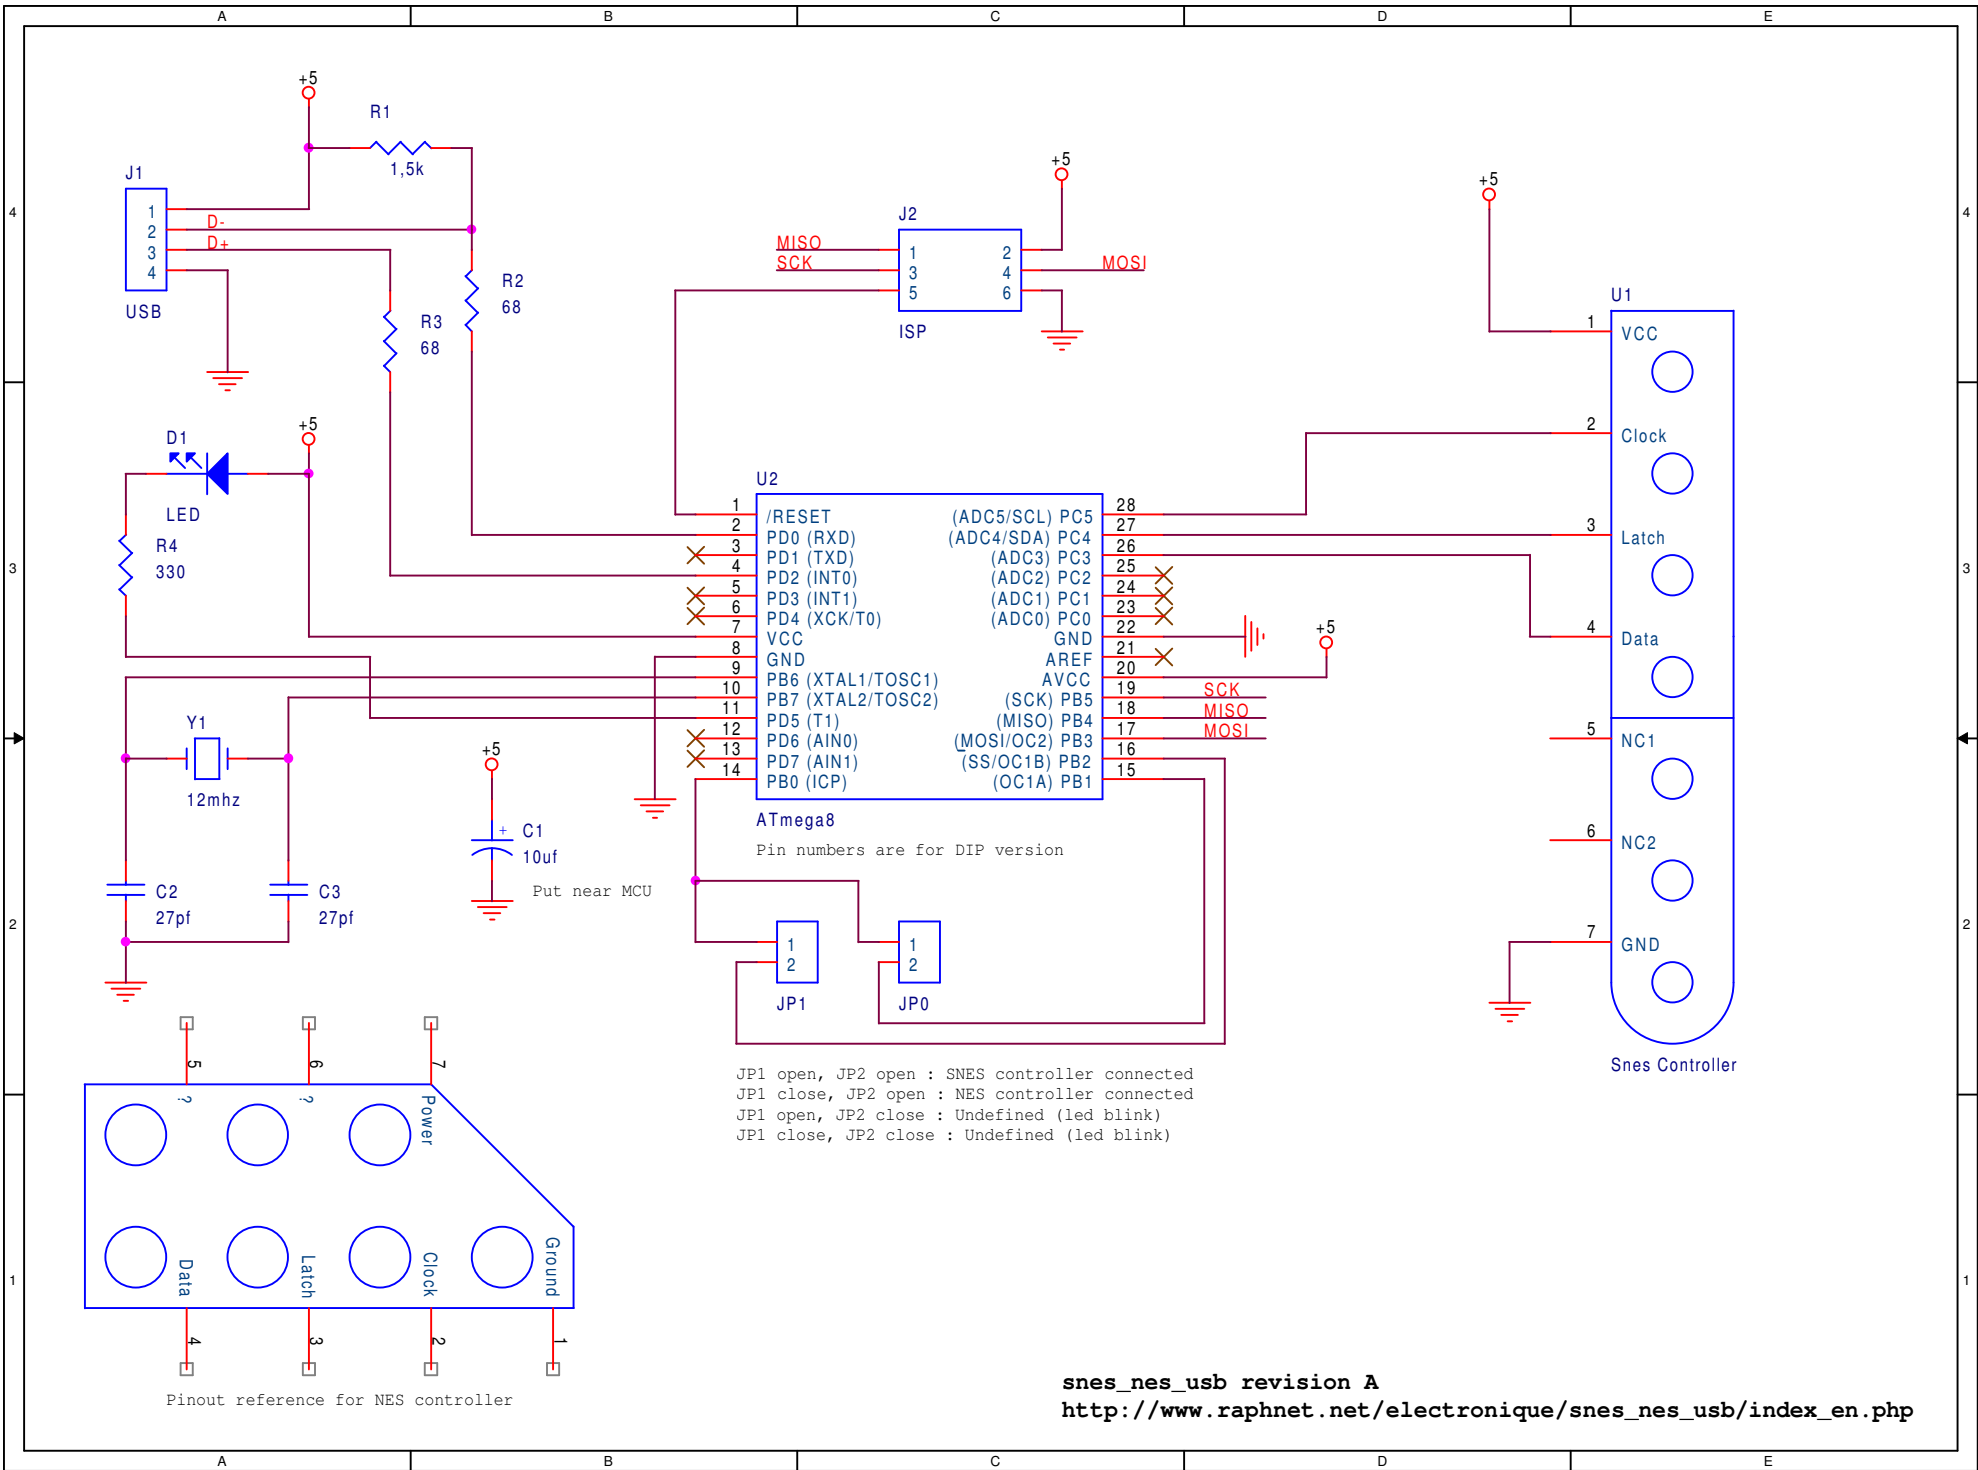 A B C D E
4 4
3 3
2 2
1 1
+5
R1
1,5k
J1
1
2
3
4
D-
D+
USB
R2
68
R3
68
+5
J2
MISO
SCK
MOSI
1 2
3 4
5 6
ISP
+5
U1
1 VCC
2 Clock
3 Latch
4 Data
5 NC1
6 NC2
7 GND
Snes Controller
D1
+5
LED
R4
330
U2
1 /RESET
2 PD0 (RXD)
3 PD1 (TXD)
4 PD2 (INT0)
5 PD3 (INT1)
6 PD4 (XCK/T0)
7 VCC
8 GND
9 PB6 (XTAL1/TOSC1)
10 PB7 (XTAL2/TOSC2)
11 PD5 (T1)
12 PD6 (AIN0)
13 PD7 (AIN1)
14 PB0 (ICP)
(ADC5/SCL) PC5 28
(ADC4/SDA) PC4 27
(ADC3) PC3 26
(ADC2) PC2 25
(ADC1) PC1 24
(ADC0) PC0 23
GND 22
AREF 21
AVCC 20
(SCK) PB5 19
(MISO) PB4 18
(MOSI/OC2) PB3 17
(SS/OC1B) PB2 16
(OC1A) PB1 15
+5
SCK
MISO
MOSI
ATmega8
Pin numbers are for DIP version
Y1
12mhz
+5
+
C1
10uf
Put near MCU
C2
27pf
C3
27pf
1
2
JP1
1
2
JP0
JP1 open, JP2 open : SNES controller connected
JP1 close, JP2 open : NES controller connected
JP1 open, JP2 close : Undefined (led blink)
JP1 close, JP2 close : Undefined (led blink)
5 6 7
? ? Power
Data Latch Clock Ground
4 3 2 1
Pinout reference for NES controller
snes_nes_usb revision A
http://www.raphnet.net/electronique/snes_nes_usb/index_en.php
A B C D E